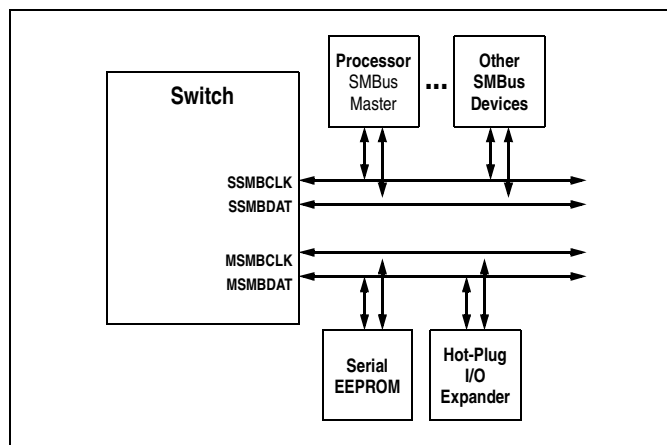 Processor
SMBus
Master
...
Other
SMBus
Devices
Switch
SSMBCLK
SSMBDAT
MSMBCLK
MSMBDAT
Serial
EEPROM
Hot-Plug
I/O
Expander